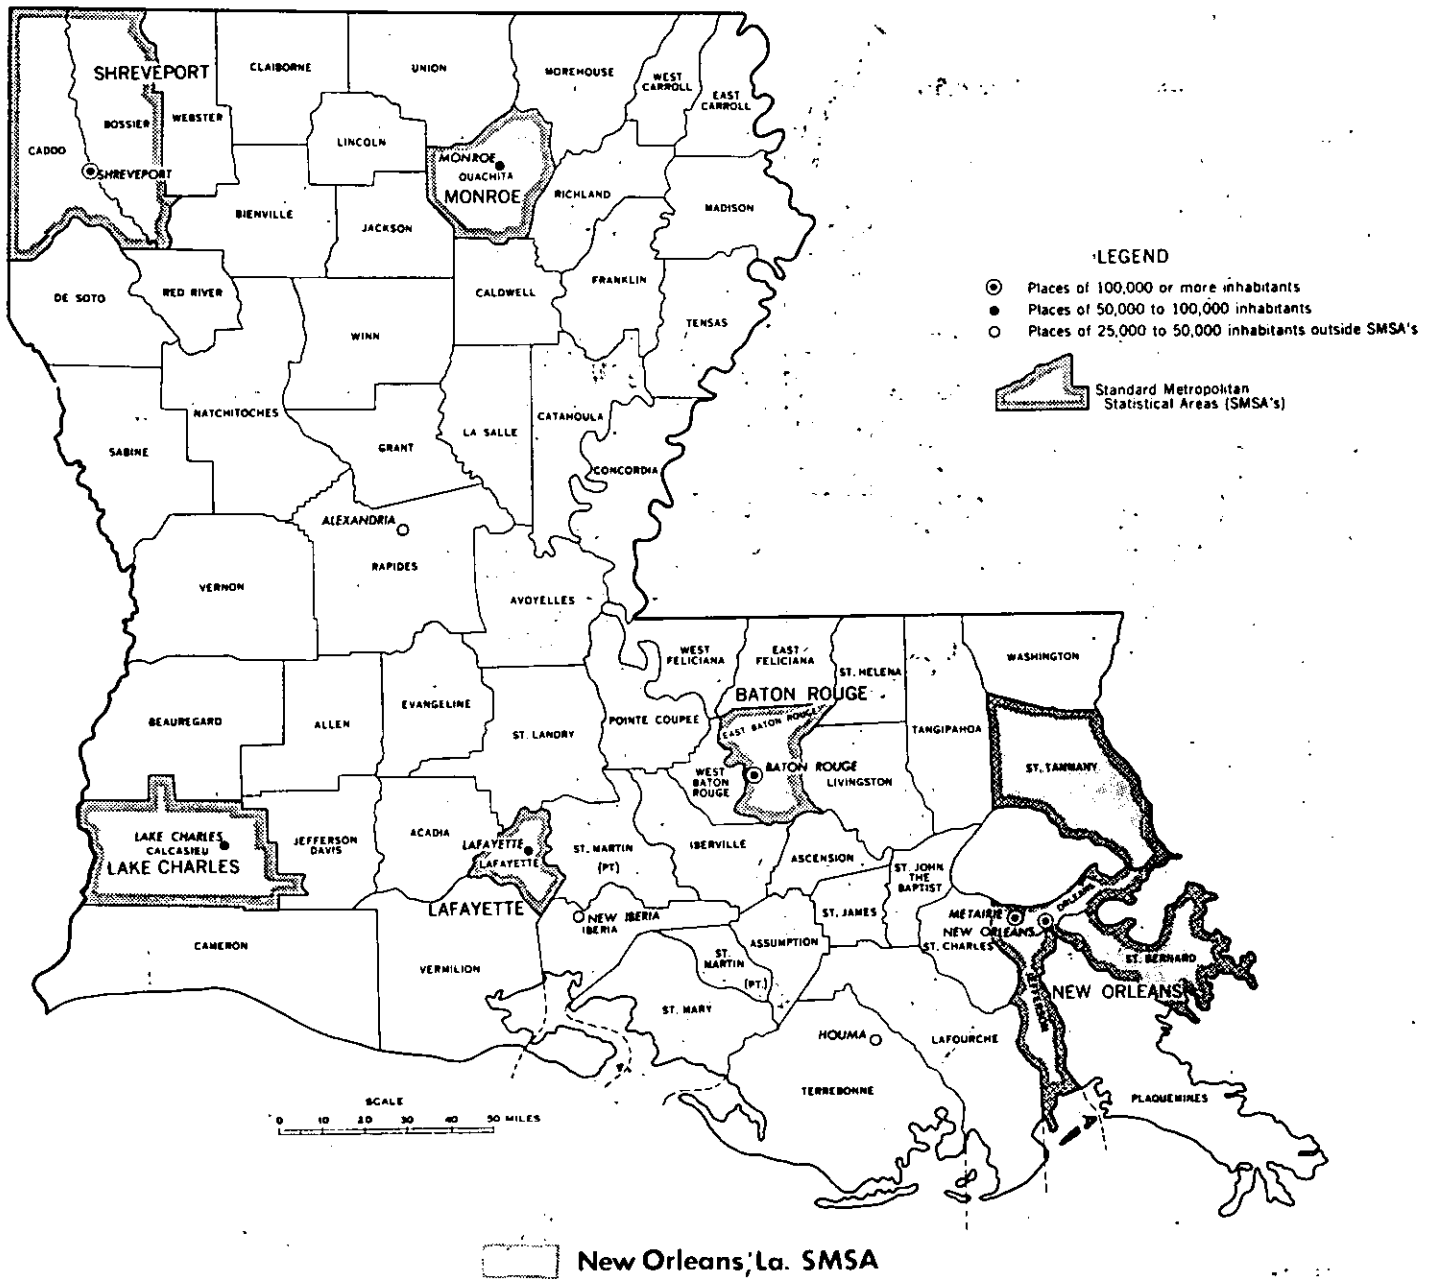 SHREVEPORT
CLAIBORNE
UNION
MOREHOUSE
WEST
CARROLL
EAST
CARROLL
BOSSIER
WEBSTER
CADDO
SHREVEPORT
LINCOLN
MONROE
OUACHITA
MONROE
RICHLAND
MADISON
BIENVILLE
JACKSON
DE SOTO
RED RIVER
CALDWELL
FRANKLIN
TENSAS
WINN
LEGEND
Places of 100,000 or more inhabitants
Places of 50,000 to 100,000 inhabitants
Places of 25,000 to 50,000 inhabitants outside SMSA's
Standard Metropolitan
Statistical Areas (SMSA's)
NATCHITOCHES
SABINE
GRANT
LA SALLE
CATAHOULA
CONCORDIA
ALEXANDRIA
RAPIDES
VERNON
AVOYELLES
WEST
FELICIANA
EAST
FELICIANA
ST. HELENA
WASHINGTON
BATON ROUGE
BEAUREGARD
ALLEN
EVANGELINE
ST. LANDRY
POINTE COUPEE
EAST BATON ROUGE
TANGIPAHOA
WEST
BATON
ROUGE
BATON ROUGE
LIVINGSTON
ST. TAMMANY
LAKE CHARLES
CALCASIEU
LAKE CHARLES
JEFFERSON
DAVIS
ACADIA
LAFAYETTE
LAFAYETTE
LAFAYETTE
ST. MARTIN
(PT)
IBERVILLE
ASCENSION
ST. JOHN
THE
BAPTIST
ST. JAMES
ORLEANS
METAIRIE
NEW ORLEANS
ST. CHARLES
NEW IBERIA
IBERIA
ASSUMPTION
ST.
MARTIN
(PT.)
ST. BERNARD
NEW ORLEANS
JEFFERSON
CAMERON
VERMILION
ST. MARY
HOUMA
LAFOURCHE
TERREBONNE
PLAQUEMINES
SCALE
0 10 20 30 40 50 MILES
New Orleans, La. SMSA